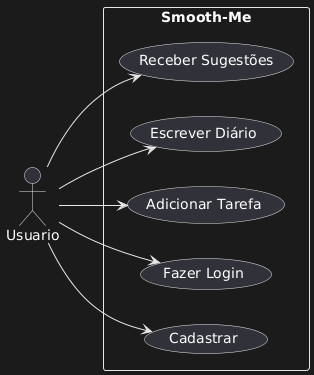 Smooth-Me
Receber Sugestões
Escrever Diário
Adicionar Tarefa
Usuario
Fazer Login
Cadastrar